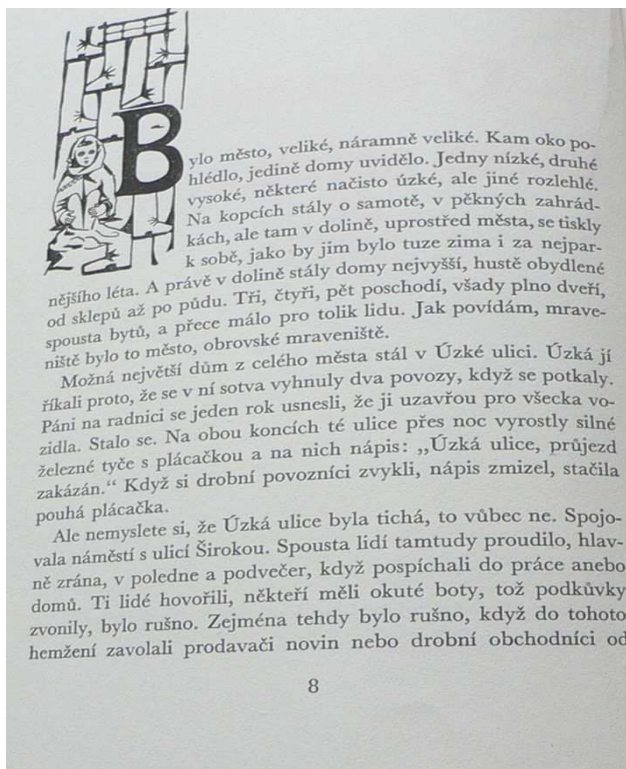 Bylo město, veliké, náramně veliké. Kam oko po-
hlédlo, jedině domy uvidělo. Jedny nízké, druhé
vysoké, některé načisto úzké, ale jiné rozlehlé.
Na kopcích stály o samotě, v pěkných zahrád-
kách, ale tam v dolině, uprostřed města, se tiskly
k sobě, jako by jim bylo tuze zima i za nejpar-
nějšího léta. A právě v dolině stály domy nejvyšší, hustě obydlené
od sklepů až po půdu. Tři, čtyři, pět poschodí, všady plno dveří,
spousta bytů, a přece málo pro tolik lidu. Jak povídám, mrave-
niště bylo to město, obrovské mraveniště.
Možná největší dům z celého města stál v Úzké ulici. Úzká jí
říkali proto, že se v ní sotva vyhnuly dva povozy, když se potkaly.
Páni na radnici se jeden rok usnesli, že ji uzavřou pro všecka vo-
zidla. Stalo se. Na obou koncích té ulice přes noc vyrostly silné
železné tyče s plácačkou a na nich nápis: „Úzká ulice, průjezd
zakázán.“ Když si drobní povozníci zvykli, nápis zmizel, stačila
pouhá plácačka.
Ale nemyslete si, že Úzká ulice byla tichá, to vůbec ne. Spojo-
vala náměstí s ulicí Širokou. Spousta lidí tamtudy proudilo, hlav-
ně zrána, v poledne a podvečer, když pospíchali do práce anebo
domů. Ti lidé hovořili, někteří měli okuté boty, tož podkůvky
zvonily, bylo rušno. Zejména tehdy bylo rušno, když do tohoto
hemžení zavolali prodavači novin nebo drobní obchodníci od
8